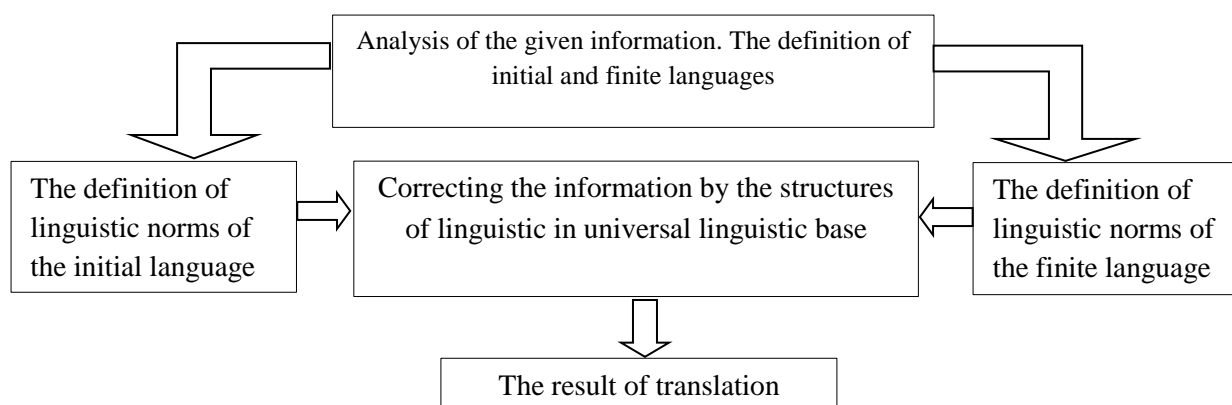 Analysis of the given information. The definition of
initial and finite languages
The definition of
linguistic norms of
the initial language
Correcting the information by the structures
of linguistic in universal linguistic base
The definition of
linguistic norms of
the finite language
The result of translation